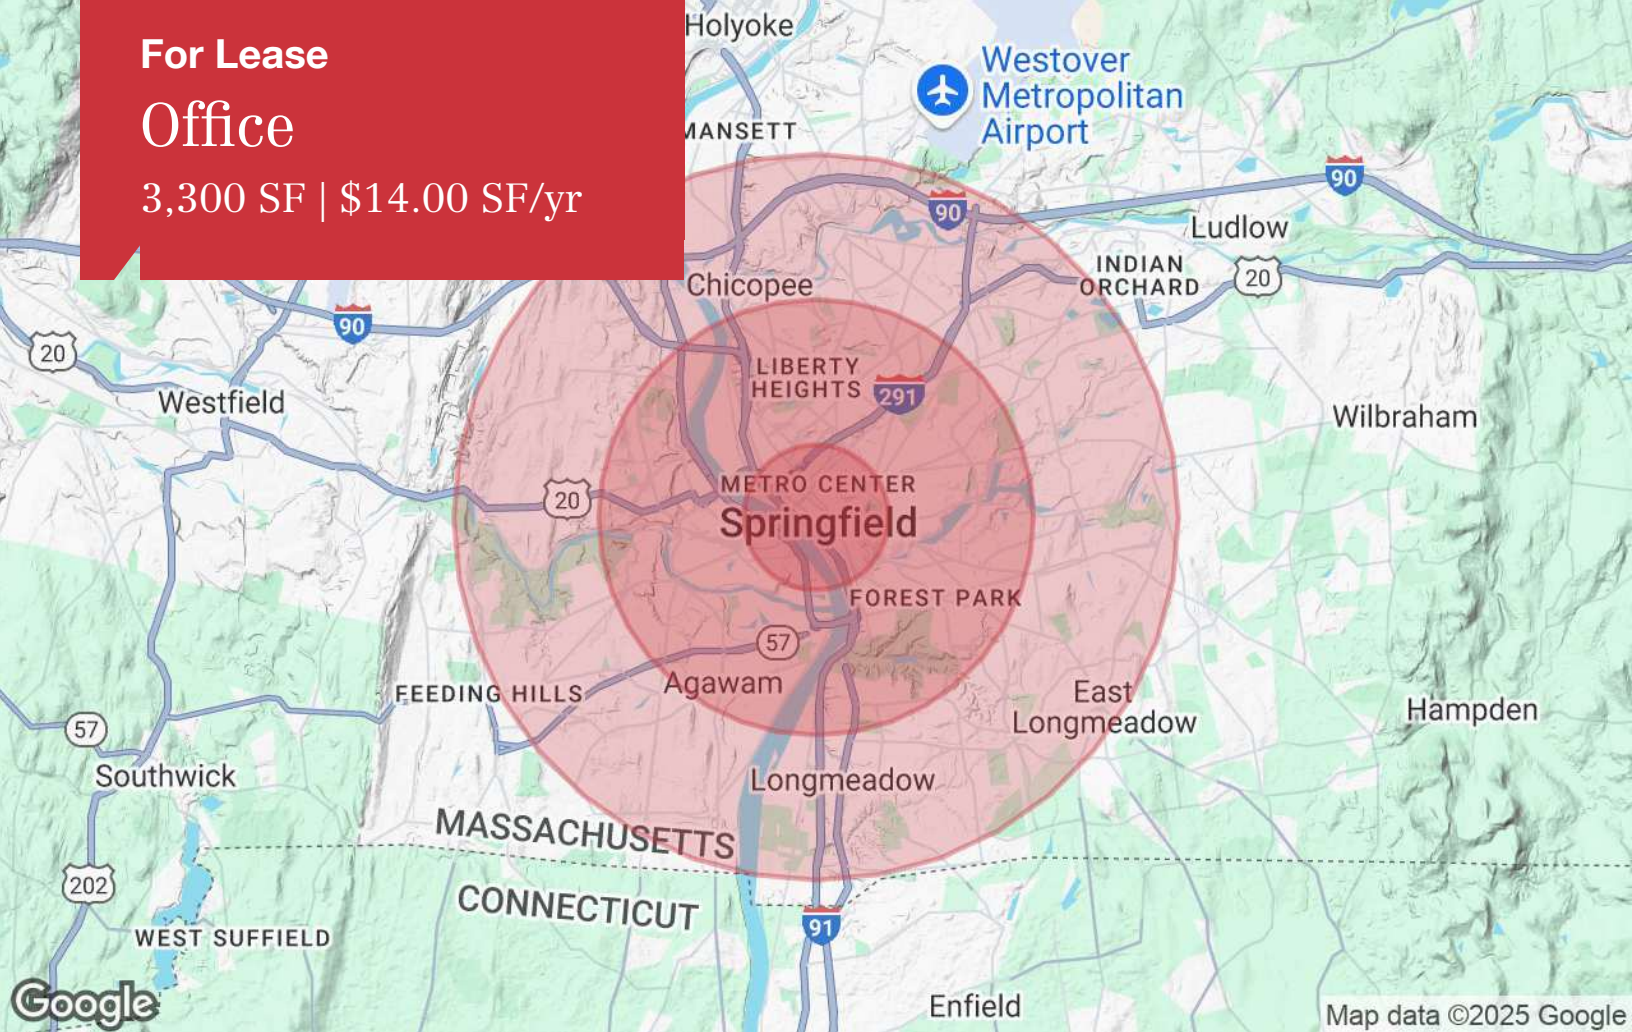 For Lease
Office
3,300 SF | $14.00 SF/yr
Holyoke
Westover
Metropolitan
Airport
MANSETT
90
90
Ludlow
INDIAN
ORCHARD
20
Chicopee
90
20
LIBERTY
HEIGHTS
291
Westfield
Wilbraham
METRO CENTER
20
Springfield
FOREST PARK
57
Agawam
FEEDING HILLS
East
Longmeadow
Hampden
57
Southwick
Longmeadow
MASSACHUSETTS
202
CONNECTICUT
91
WEST SUFFIELD
Google
Enfield
Map data ©2025 Google